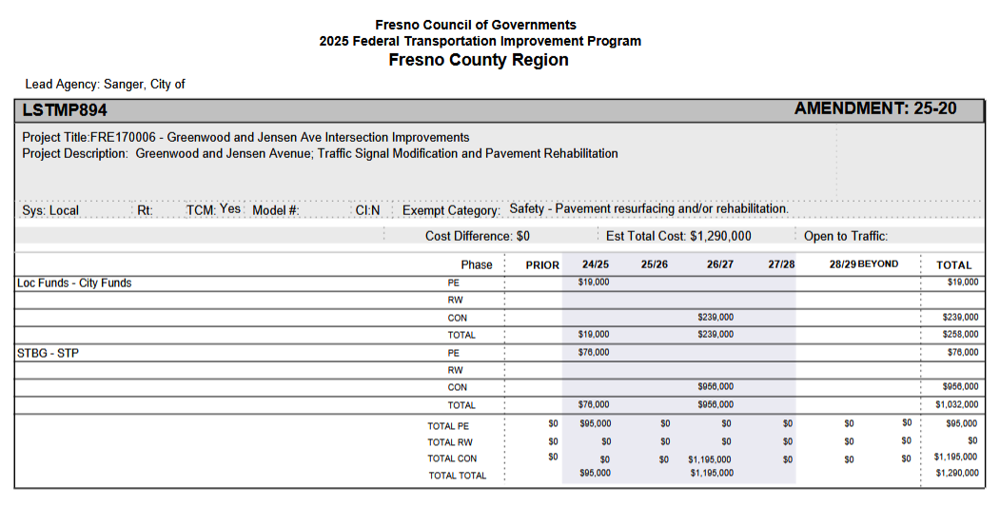 Fresno Council of Governments
2025 Federal Transportation Improvement Program
Fresno County Region
Lead Agency: Sanger, City of
LSTMP894 AMENDMENT: 25-20
Project Title:FRE170006 - Greenwood and Jensen Ave Intersection Improvements
Project Description: Greenwood and Jensen Avenue; Traffic Signal Modification and Pavement Rehabilitation
Sys: Local Rt: TCM: Yes Model #: CI:N Exempt Category: Safety - Pavement resurfacing and/or rehabilitation.
Cost Difference: $0 Est Total Cost: $1,290,000 Open to Traffic:
Phase PRIOR 24/25 25/26 26/27 27/28 28/29 BEYOND TOTAL
Loc Funds - City Funds PE $19,000 $19,000
RW
CON $239,000 $239,000
TOTAL $19,000 $239,000 $258,000
STBG - STP PE $76,000 $76,000
RW
CON $956,000 $956,000
TOTAL $76,000 $956,000 $1,032,000
TOTAL PE $0 $95,000 $0 $0 $0 $0 $0 $95,000
TOTAL RW $0 $0 $0 $0 $0 $0 $0 $0
TOTAL CON $0 $0 $0 $1,195,000 $0 $0 $0 $1,195,000
TOTAL TOTAL $95,000 $1,195,000 $1,290,000